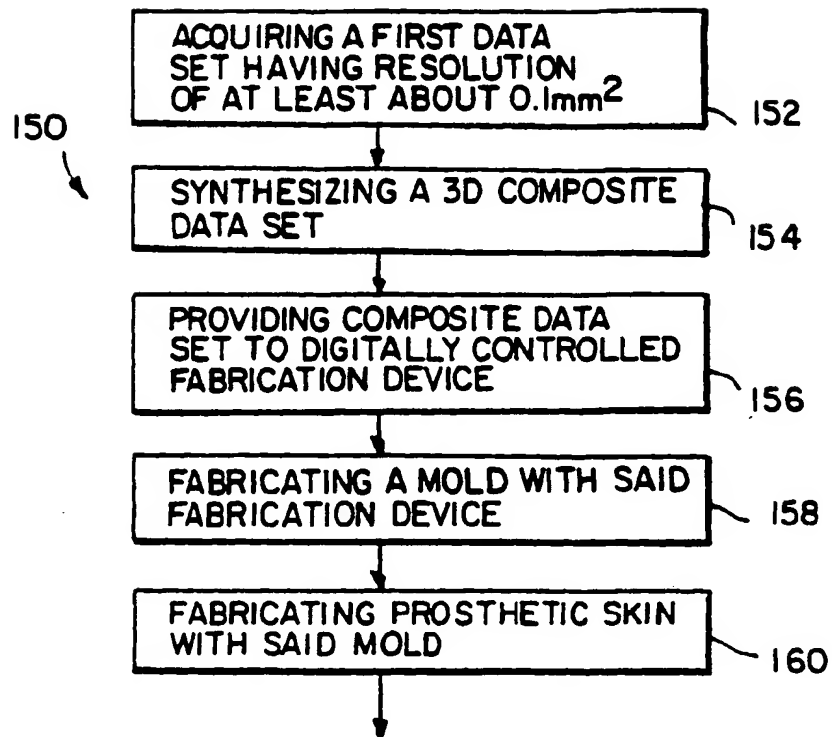 ACQUIRING A FIRST DATA
SET HAVING RESOLUTION
OF AT LEAST ABOUT 0.1mm²
152
150
SYNTHESIZING A 3D COMPOSITE
DATA SET
154
PROVIDING COMPOSITE DATA
SET TO DIGITALLY CONTROLLED
FABRICATION DEVICE
156
FABRICATING A MOLD WITH SAID
FABRICATION DEVICE
158
FABRICATING PROSTHETIC SKIN
WITH SAID MOLD
160